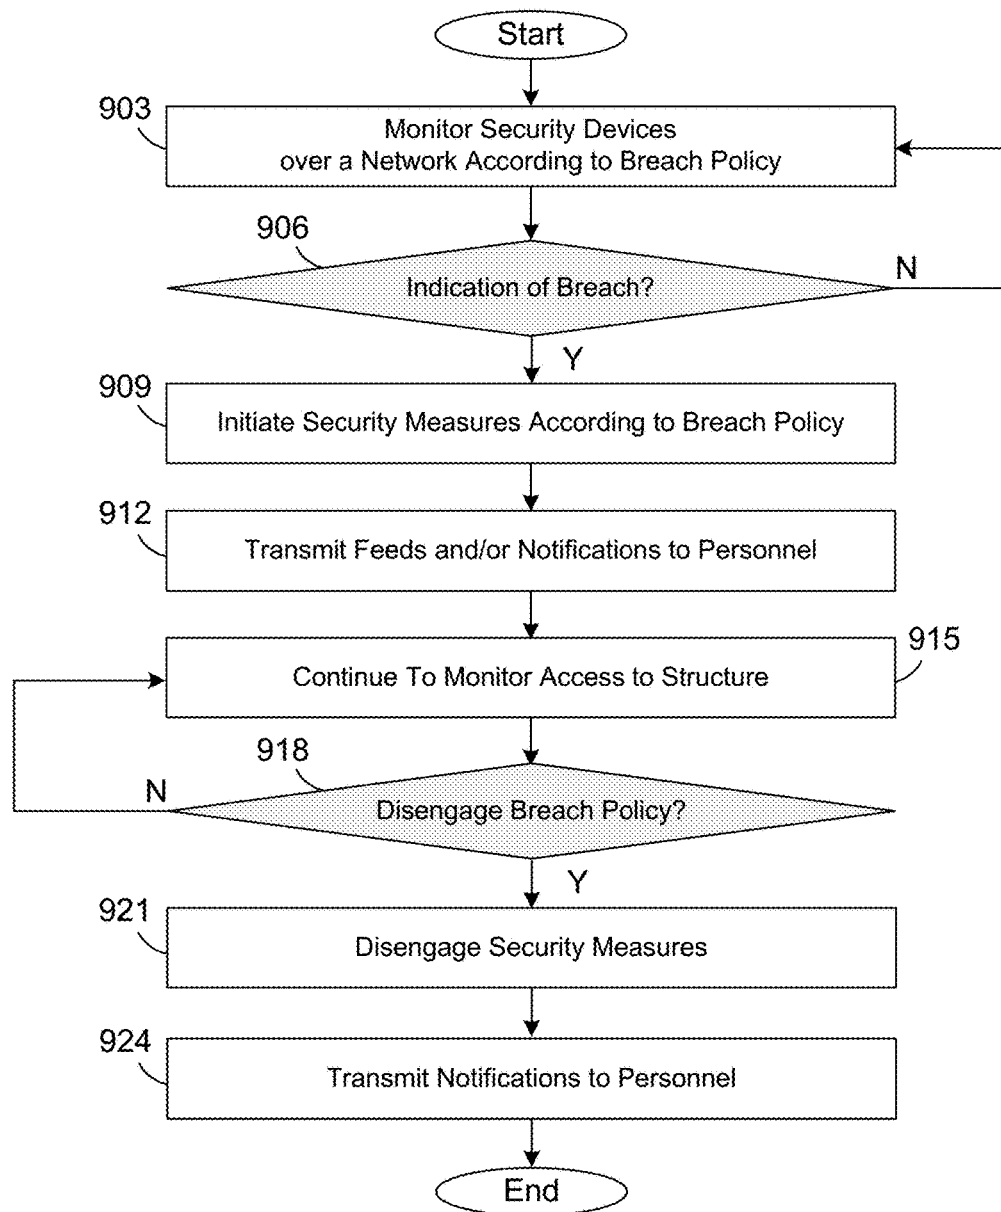 Start
903
Monitor Security Devices
over a Network According to Breach Policy
906
Indication of Breach?
N
Y
909
Initiate Security Measures According to Breach Policy
912
Transmit Feeds and/or Notifications to Personnel
915
Continue To Monitor Access to Structure
918
N
Disengage Breach Policy?
Y
921
Disengage Security Measures
924
Transmit Notifications to Personnel
End